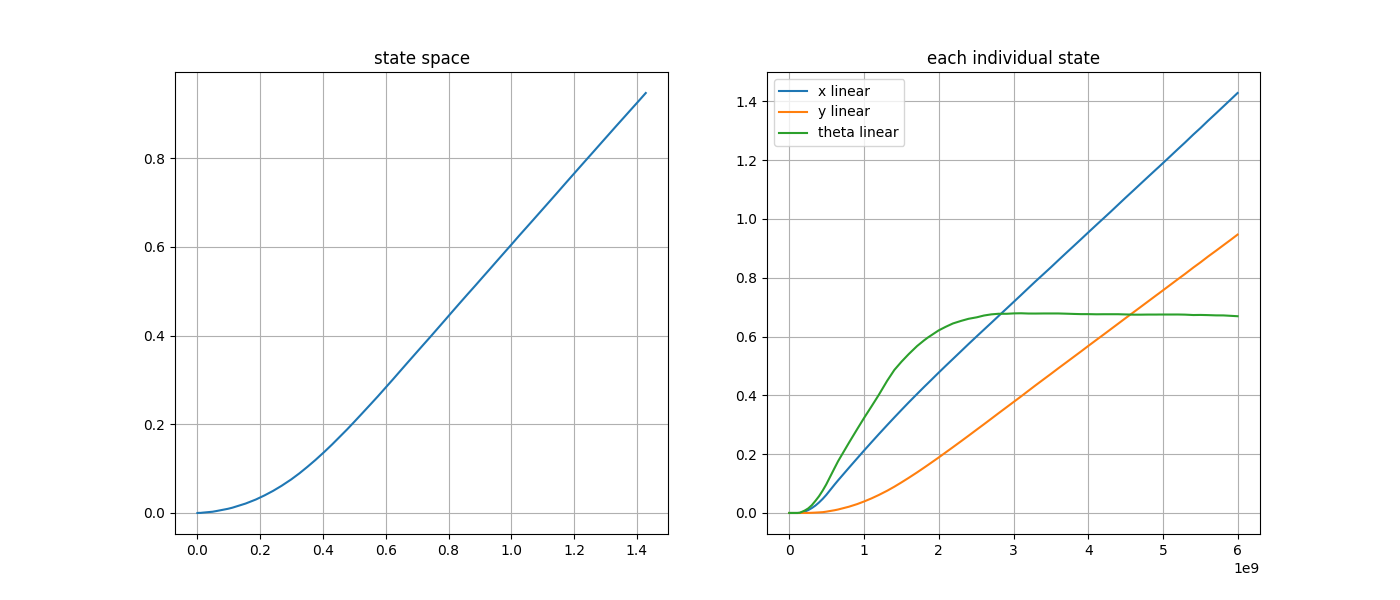 state space
0.0
0.2
0.4
0.6
0.8
0.0 0.2 0.4 0.6 0.8 1.0 1.2 1.4
each individual state
x linear
y linear
theta linear
1.4
1.2
1.0
0.8
0.6
0.4
0.2
0.0
0 1 2 3 4 5 6
1e9